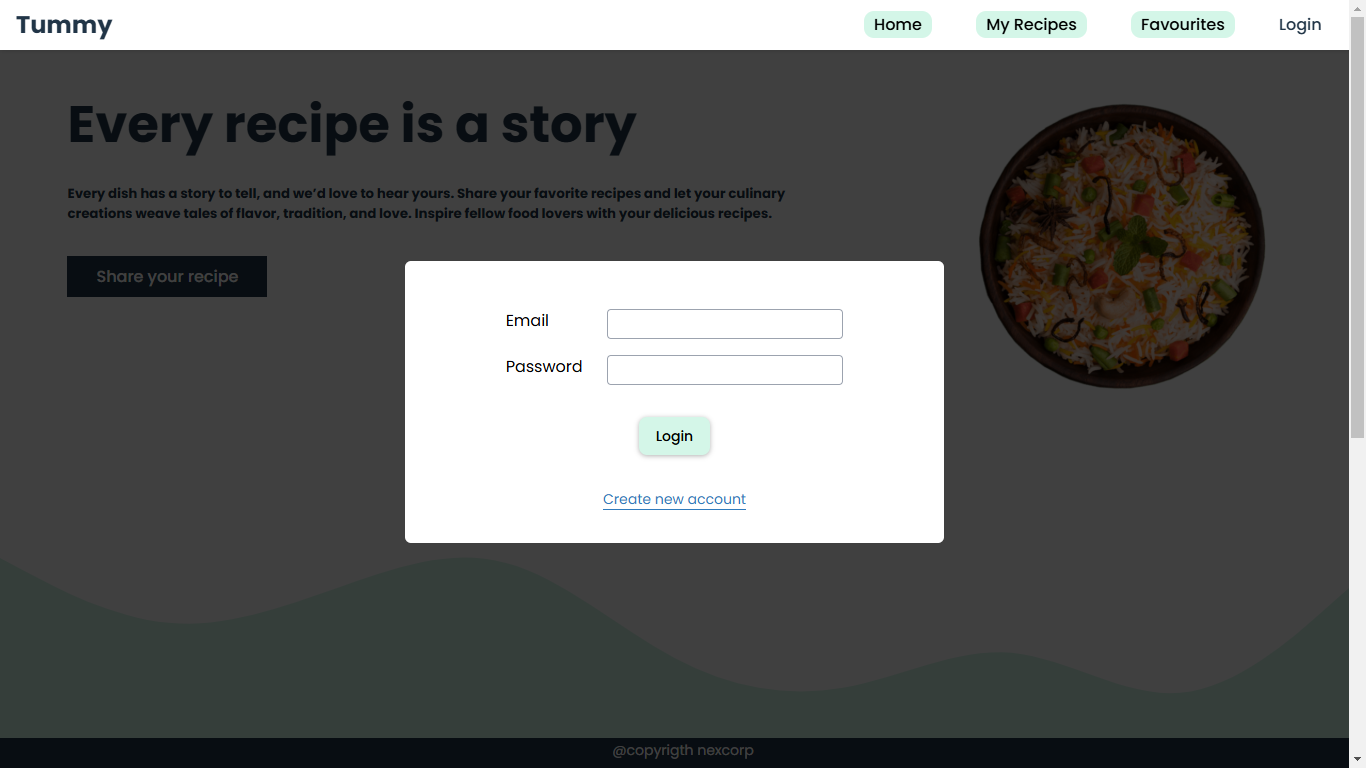 Tummy
Home
My Recipes
Favourites
Login
Every recipe is a story
Every dish has a story to tell, and we’d love to hear yours. Share your favorite recipes and let your culinary
creations weave tales of flavor, tradition, and love. Inspire fellow food lovers with your delicious recipes.
Share your recipe
Email
Password
Login
Create new account
@copyrigth nexcorp